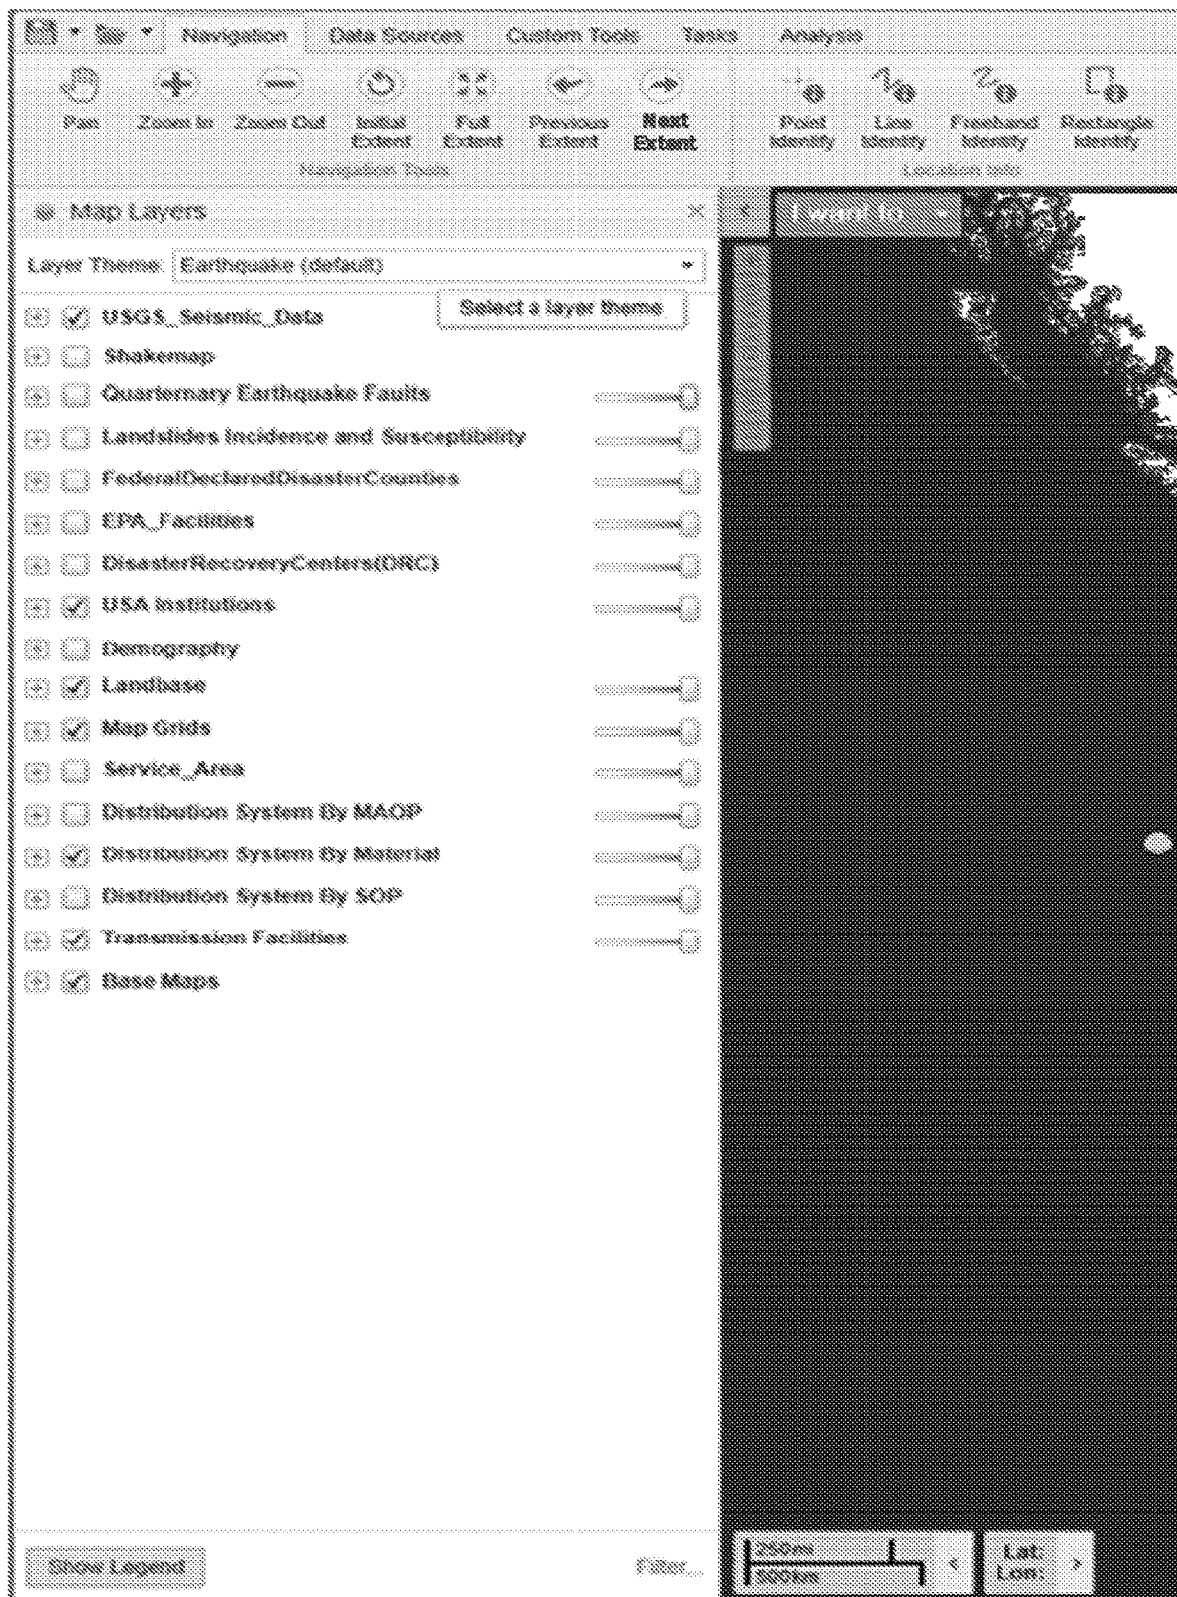 Navigation Data Sources Custom Tools Tasks Analysis
Pan Zoom In Zoom Out Initial Extent Full Extent Previous Extent Next Extent Point Identify Line Identify Freehand Identify Rectangle Identify
Navigation Tools Location Info
Map Layers I want to
Layer Theme: Earthquake (default)
Select a layer theme
USGS_Seismic_Data
Shakemap
Quarternary Earthquake Faults
Landslides Incidence and Susceptibility
FederalDeclaredDisasterCounties
EPA_Facilities
DisasterRecoveryCenters(DRC)
USA Institutions
Demography
Landbase
Map Grids
Service_Area
Distribution System By MAOP
Distribution System By Material
Distribution System By SOP
Transmission Facilities
Base Maps
Show Legend Filter...
250mi
500km
Lat:
Lon: